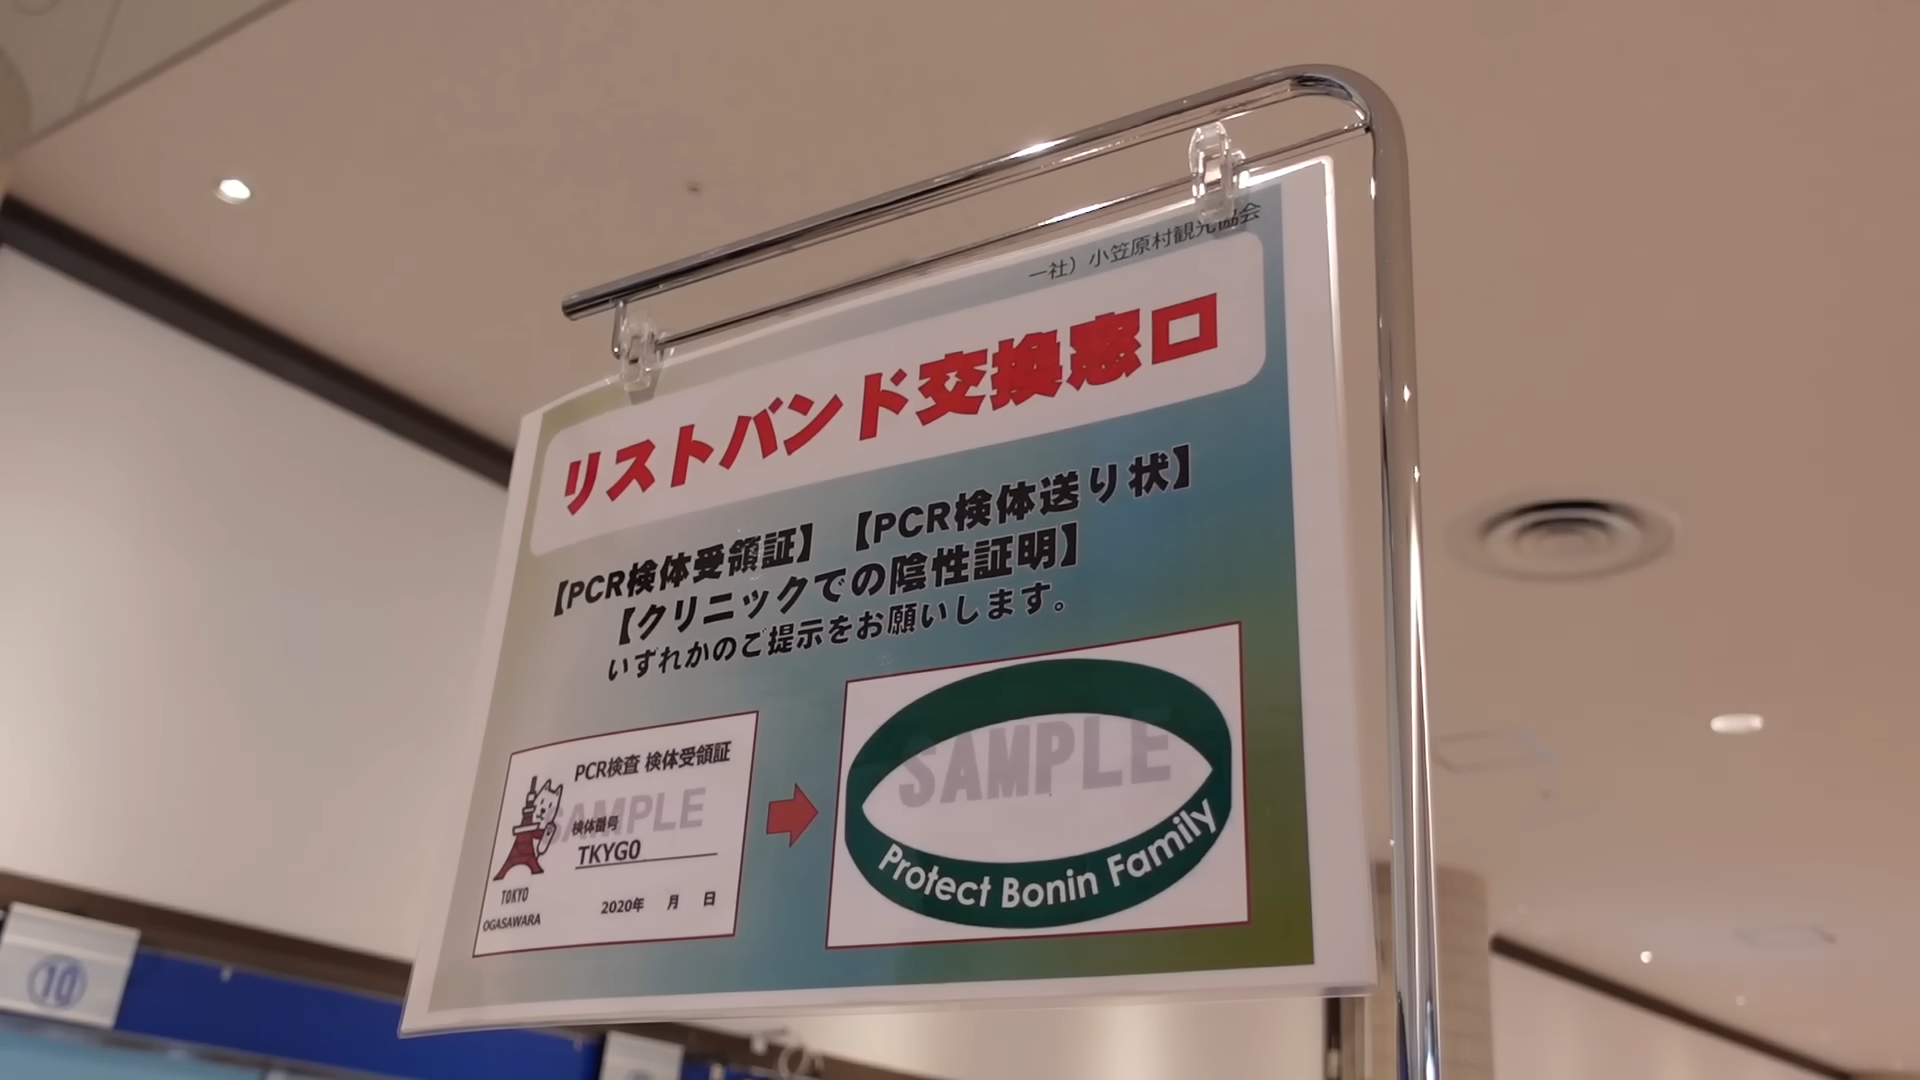 一社）小笠原村観光協会
リストバンド交換窓口
【PCR検体受領証】 【PCR検体送り状】
【クリニックでの陰性証明】
いずれかのご提示をお願いします。
PCR検査 検体受領証
SAMPLE
検体番号
TKYGO
2020年 月 日
TOKYO
OGASAWARA
SAMPLE
Protect Bonin Family
10